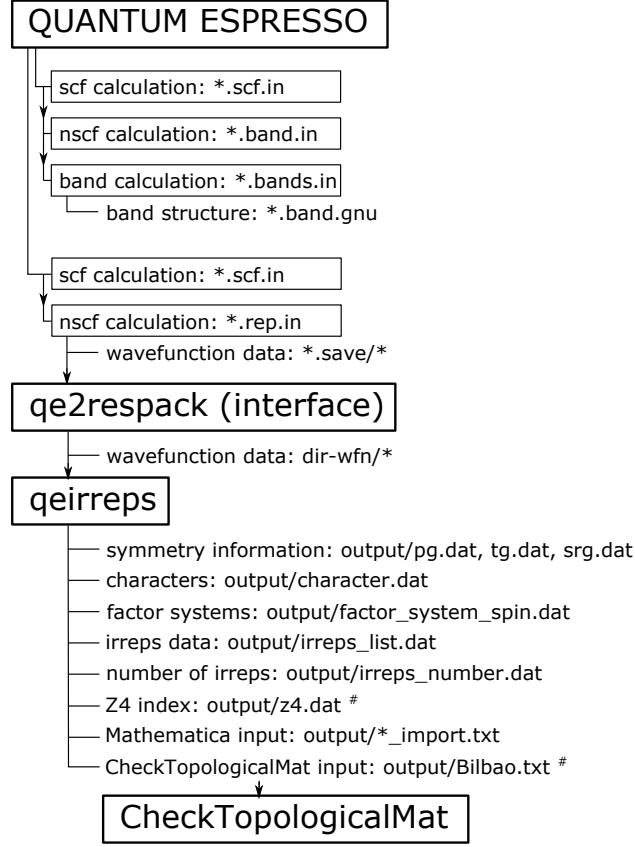 QUANTUM ESPRESSO
scf calculation: *.scf.in
nscf calculation: *.band.in
band calculation: *.bands.in
band structure: *.band.gnu
scf calculation: *.scf.in
nscf calculation: *.rep.in
wavefunction data: *.save/*
qe2respack (interface)
wavefunction data: dir-wfn/*
qeirreps
symmetry information: output/pg.dat, tg.dat, srg.dat
characters: output/character.dat
factor systems: output/factor_system_spin.dat
irreps data: output/irreps_list.dat
number of irreps: output/irreps_number.dat
Z4 index: output/z4.dat #
Mathematica input: output/*_import.txt
CheckTopologicalMat input: output/Bilbao.txt #
CheckTopologicalMat